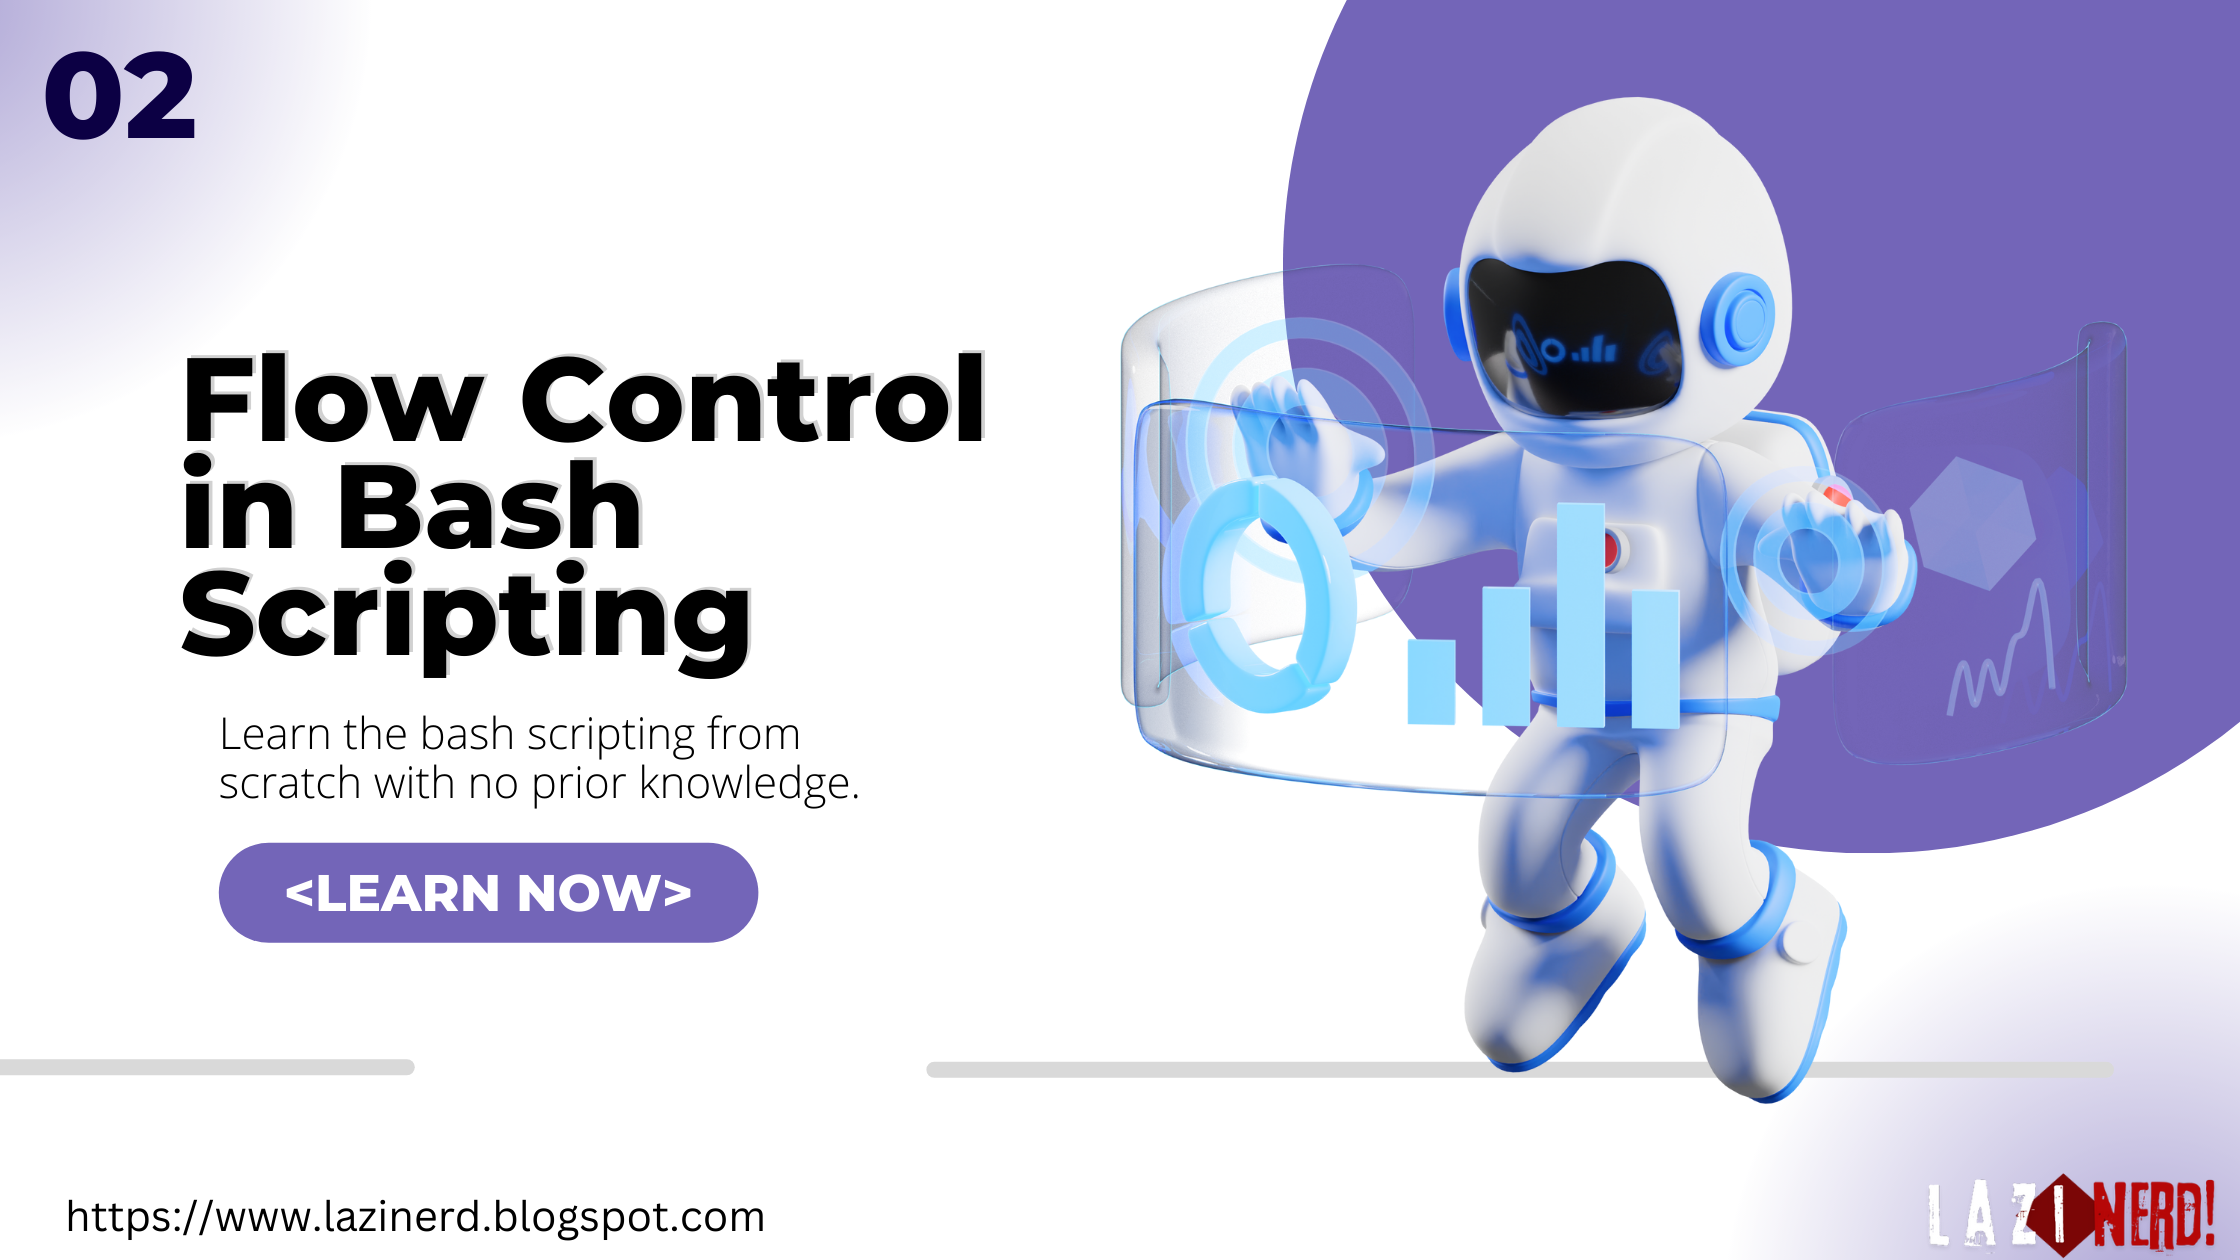 02
Flow Control
in Bash
Scripting
Learn the bash scripting from
scratch with no prior knowledge.
<LEARN NOW>
https://www.lazinerd.blogspot.com
LAZINERD!